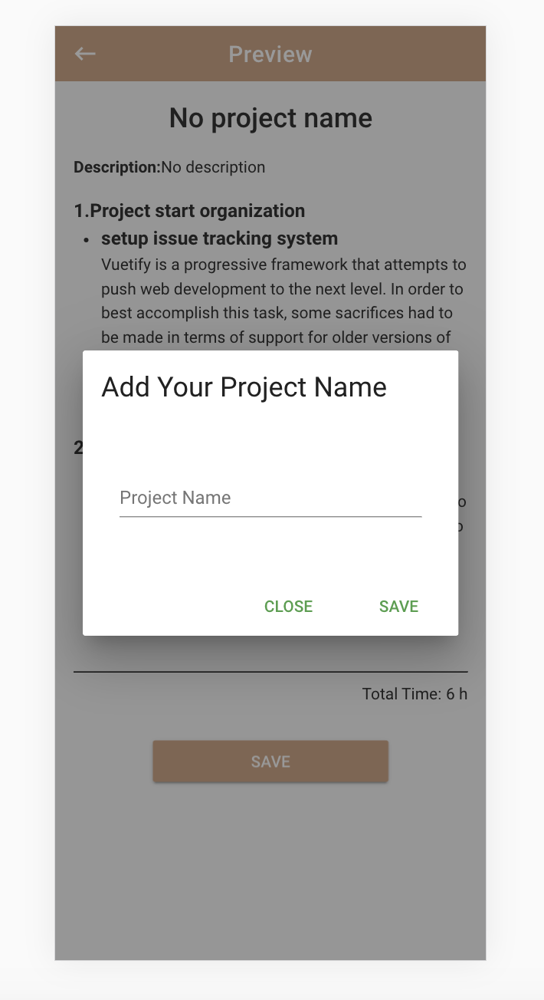 Preview
No project name
Description:No description
1.Project start organization
• setup issue tracking system
Vuetify is a progressive framework that attempts to
push web development to the next level. In order to
best accomplish this task, some sacrifices had to
be made in terms of support for older versions of
Add Your Project Name
2
Project Name
CLOSE
SAVE
Total Time: 6 h
SAVE